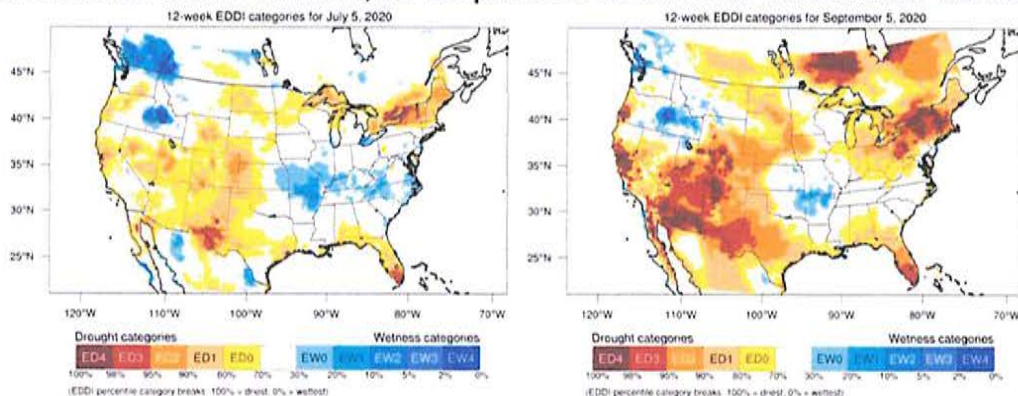 12-week EDDI categories for July 5, 2020
45°N
40°N
35°N
30°N
25°N
120°W 110°W 100°W 90°W 80°W 70°W
Drought categories Wetness categories
ED4 ED3 ED2 ED1 ED0 EW0 EW1 EW2 EW3 EW4
100% 98% 95% 90% 80% 70% 30% 20% 10% 5% 2% 0%
(EDDI percentile category breaks: 100% = driest; 0% = wettest)
12-week EDDI categories for September 5, 2020
45°N
40°N
35°N
30°N
25°N
120°W 110°W 100°W 90°W 80°W 70°W
Drought categories Wetness categories
ED4 ED3 ED2 ED1 ED0 EW0 EW1 EW2 EW3 EW4
100% 98% 95% 90% 80% 70% 30% 20% 10% 5% 2% 0%
(EDDI percentile category breaks: 100% = driest; 0% = wettest)